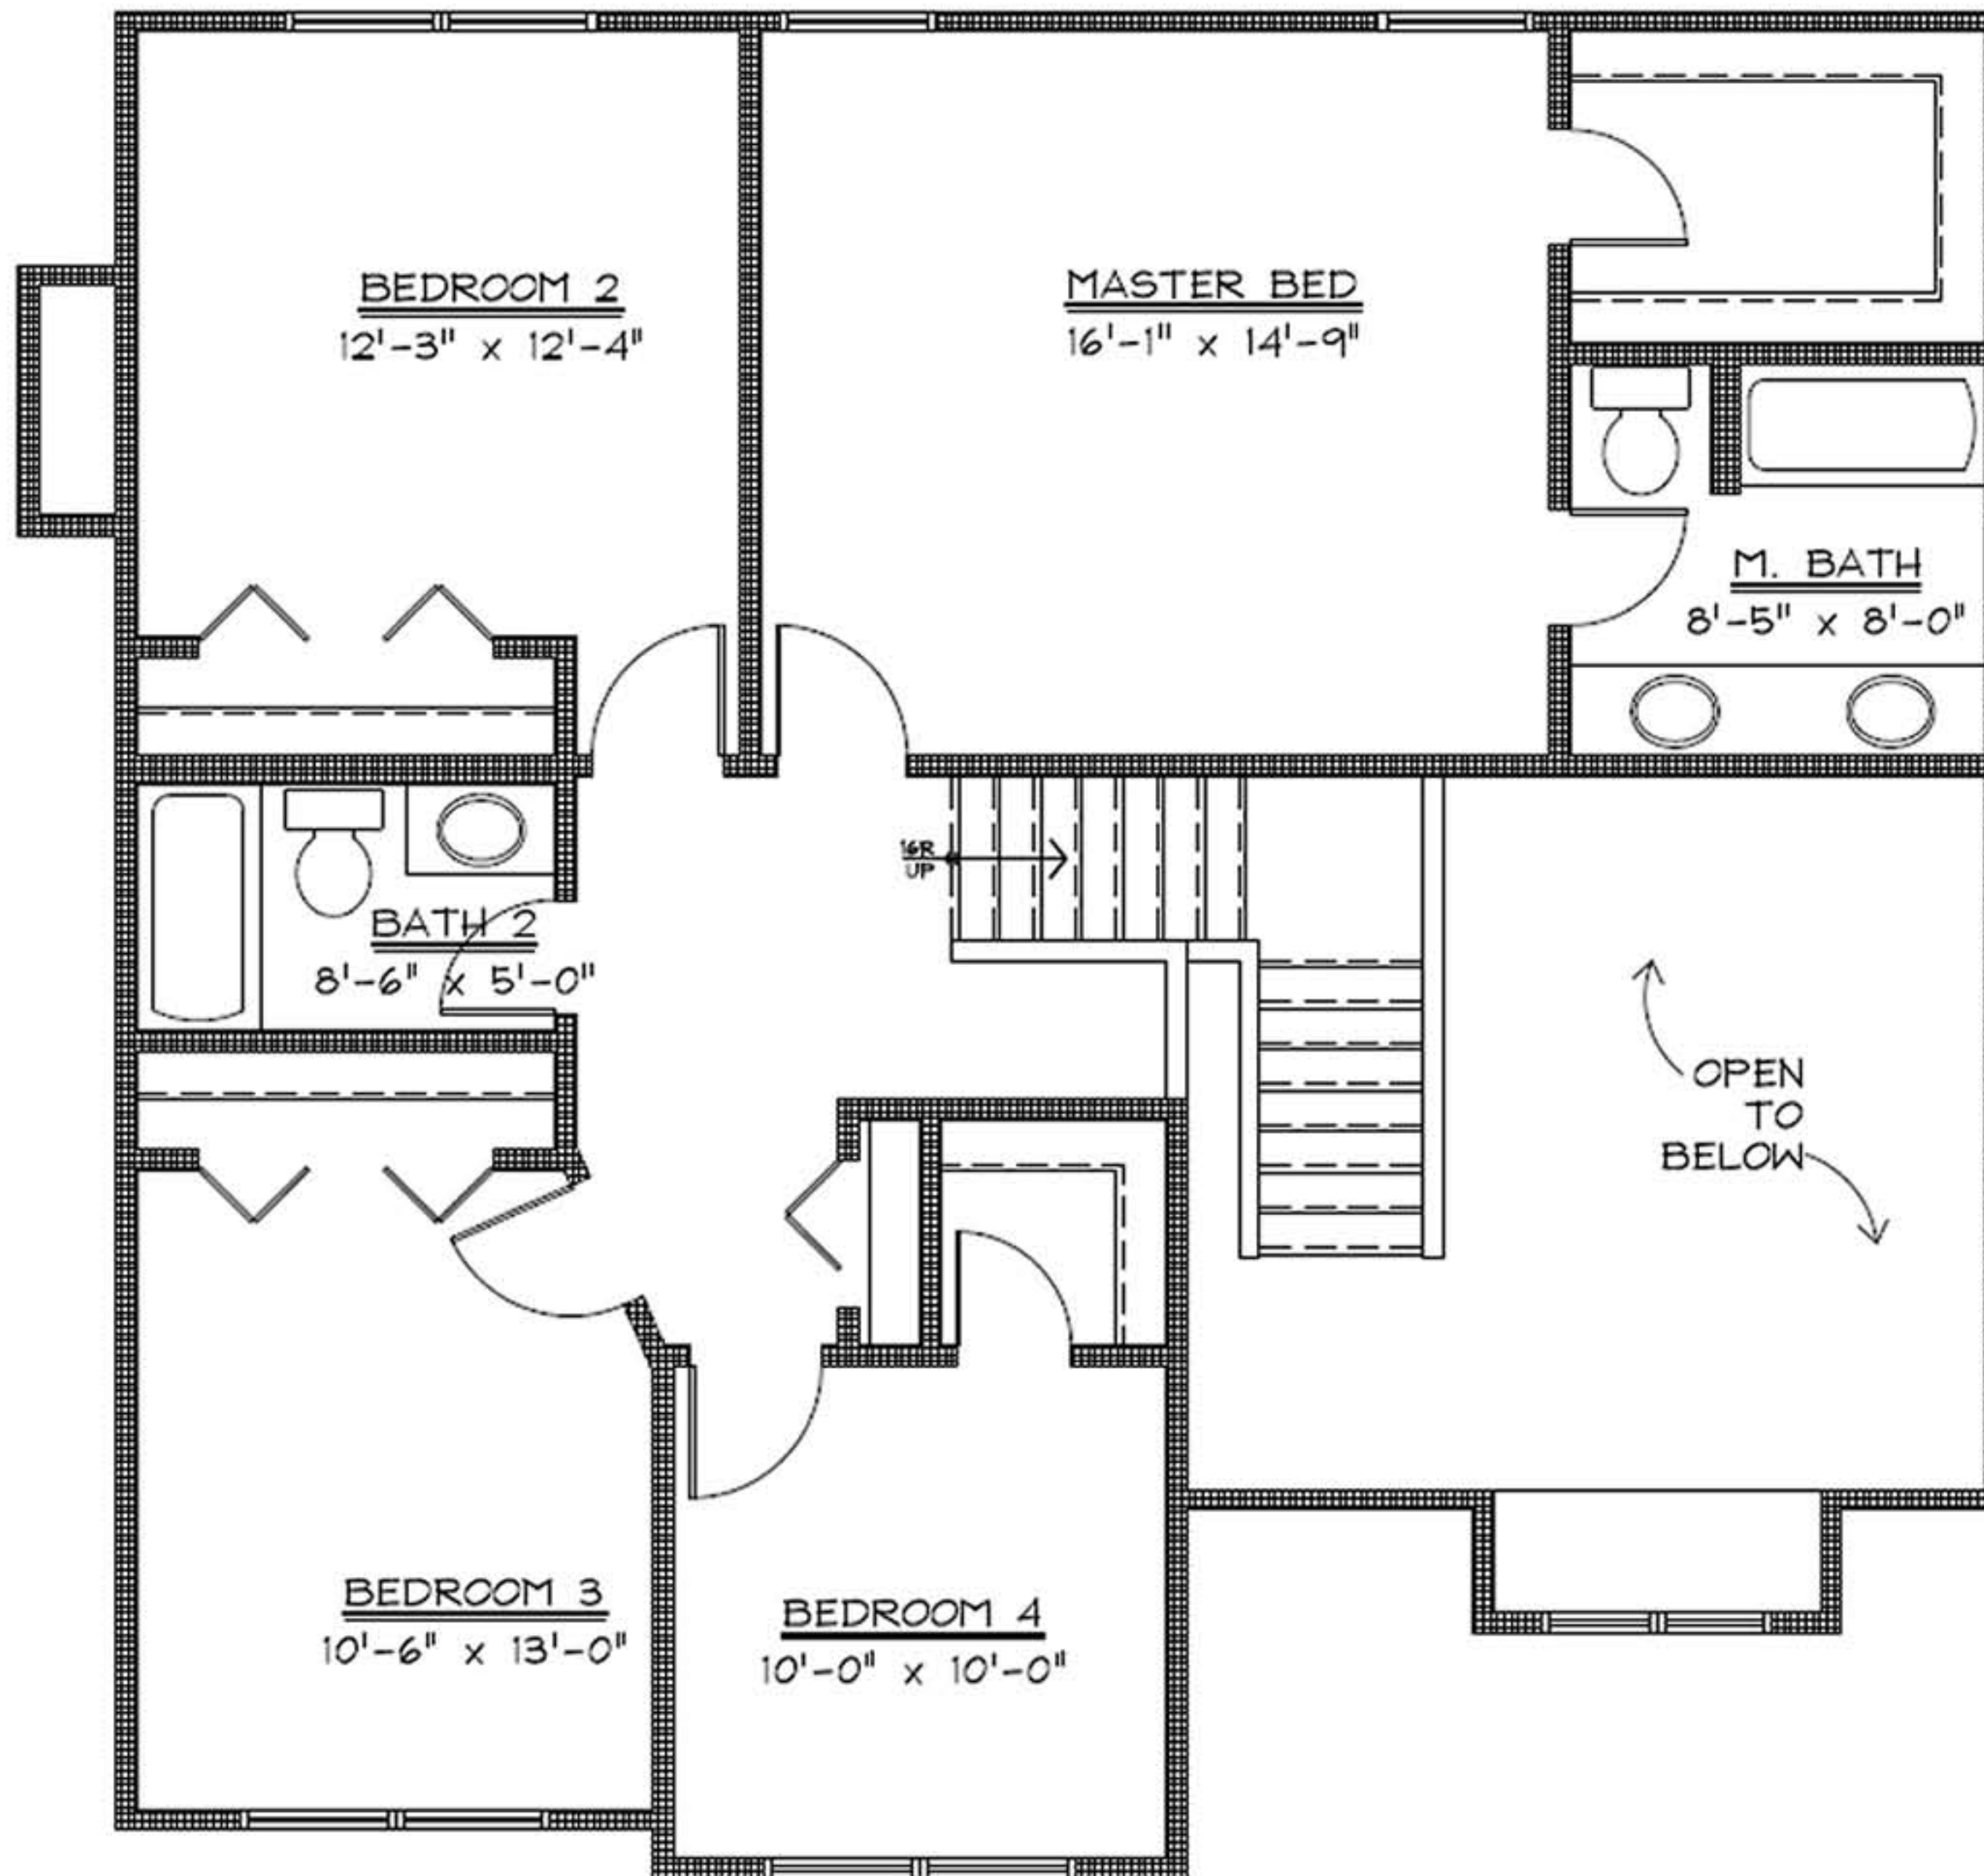 BEDROOM 2
12'-3" x 12'-4"
MASTER BED
16'-1" x 14'-9"
M. BATH
8'-5" x 8'-0"
16R
UP
BATH 2
8'-6" x 5'-0"
OPEN
TO
BELOW
BEDROOM 3
10'-6" x 13'-0"
BEDROOM 4
10'-0" x 10'-0"